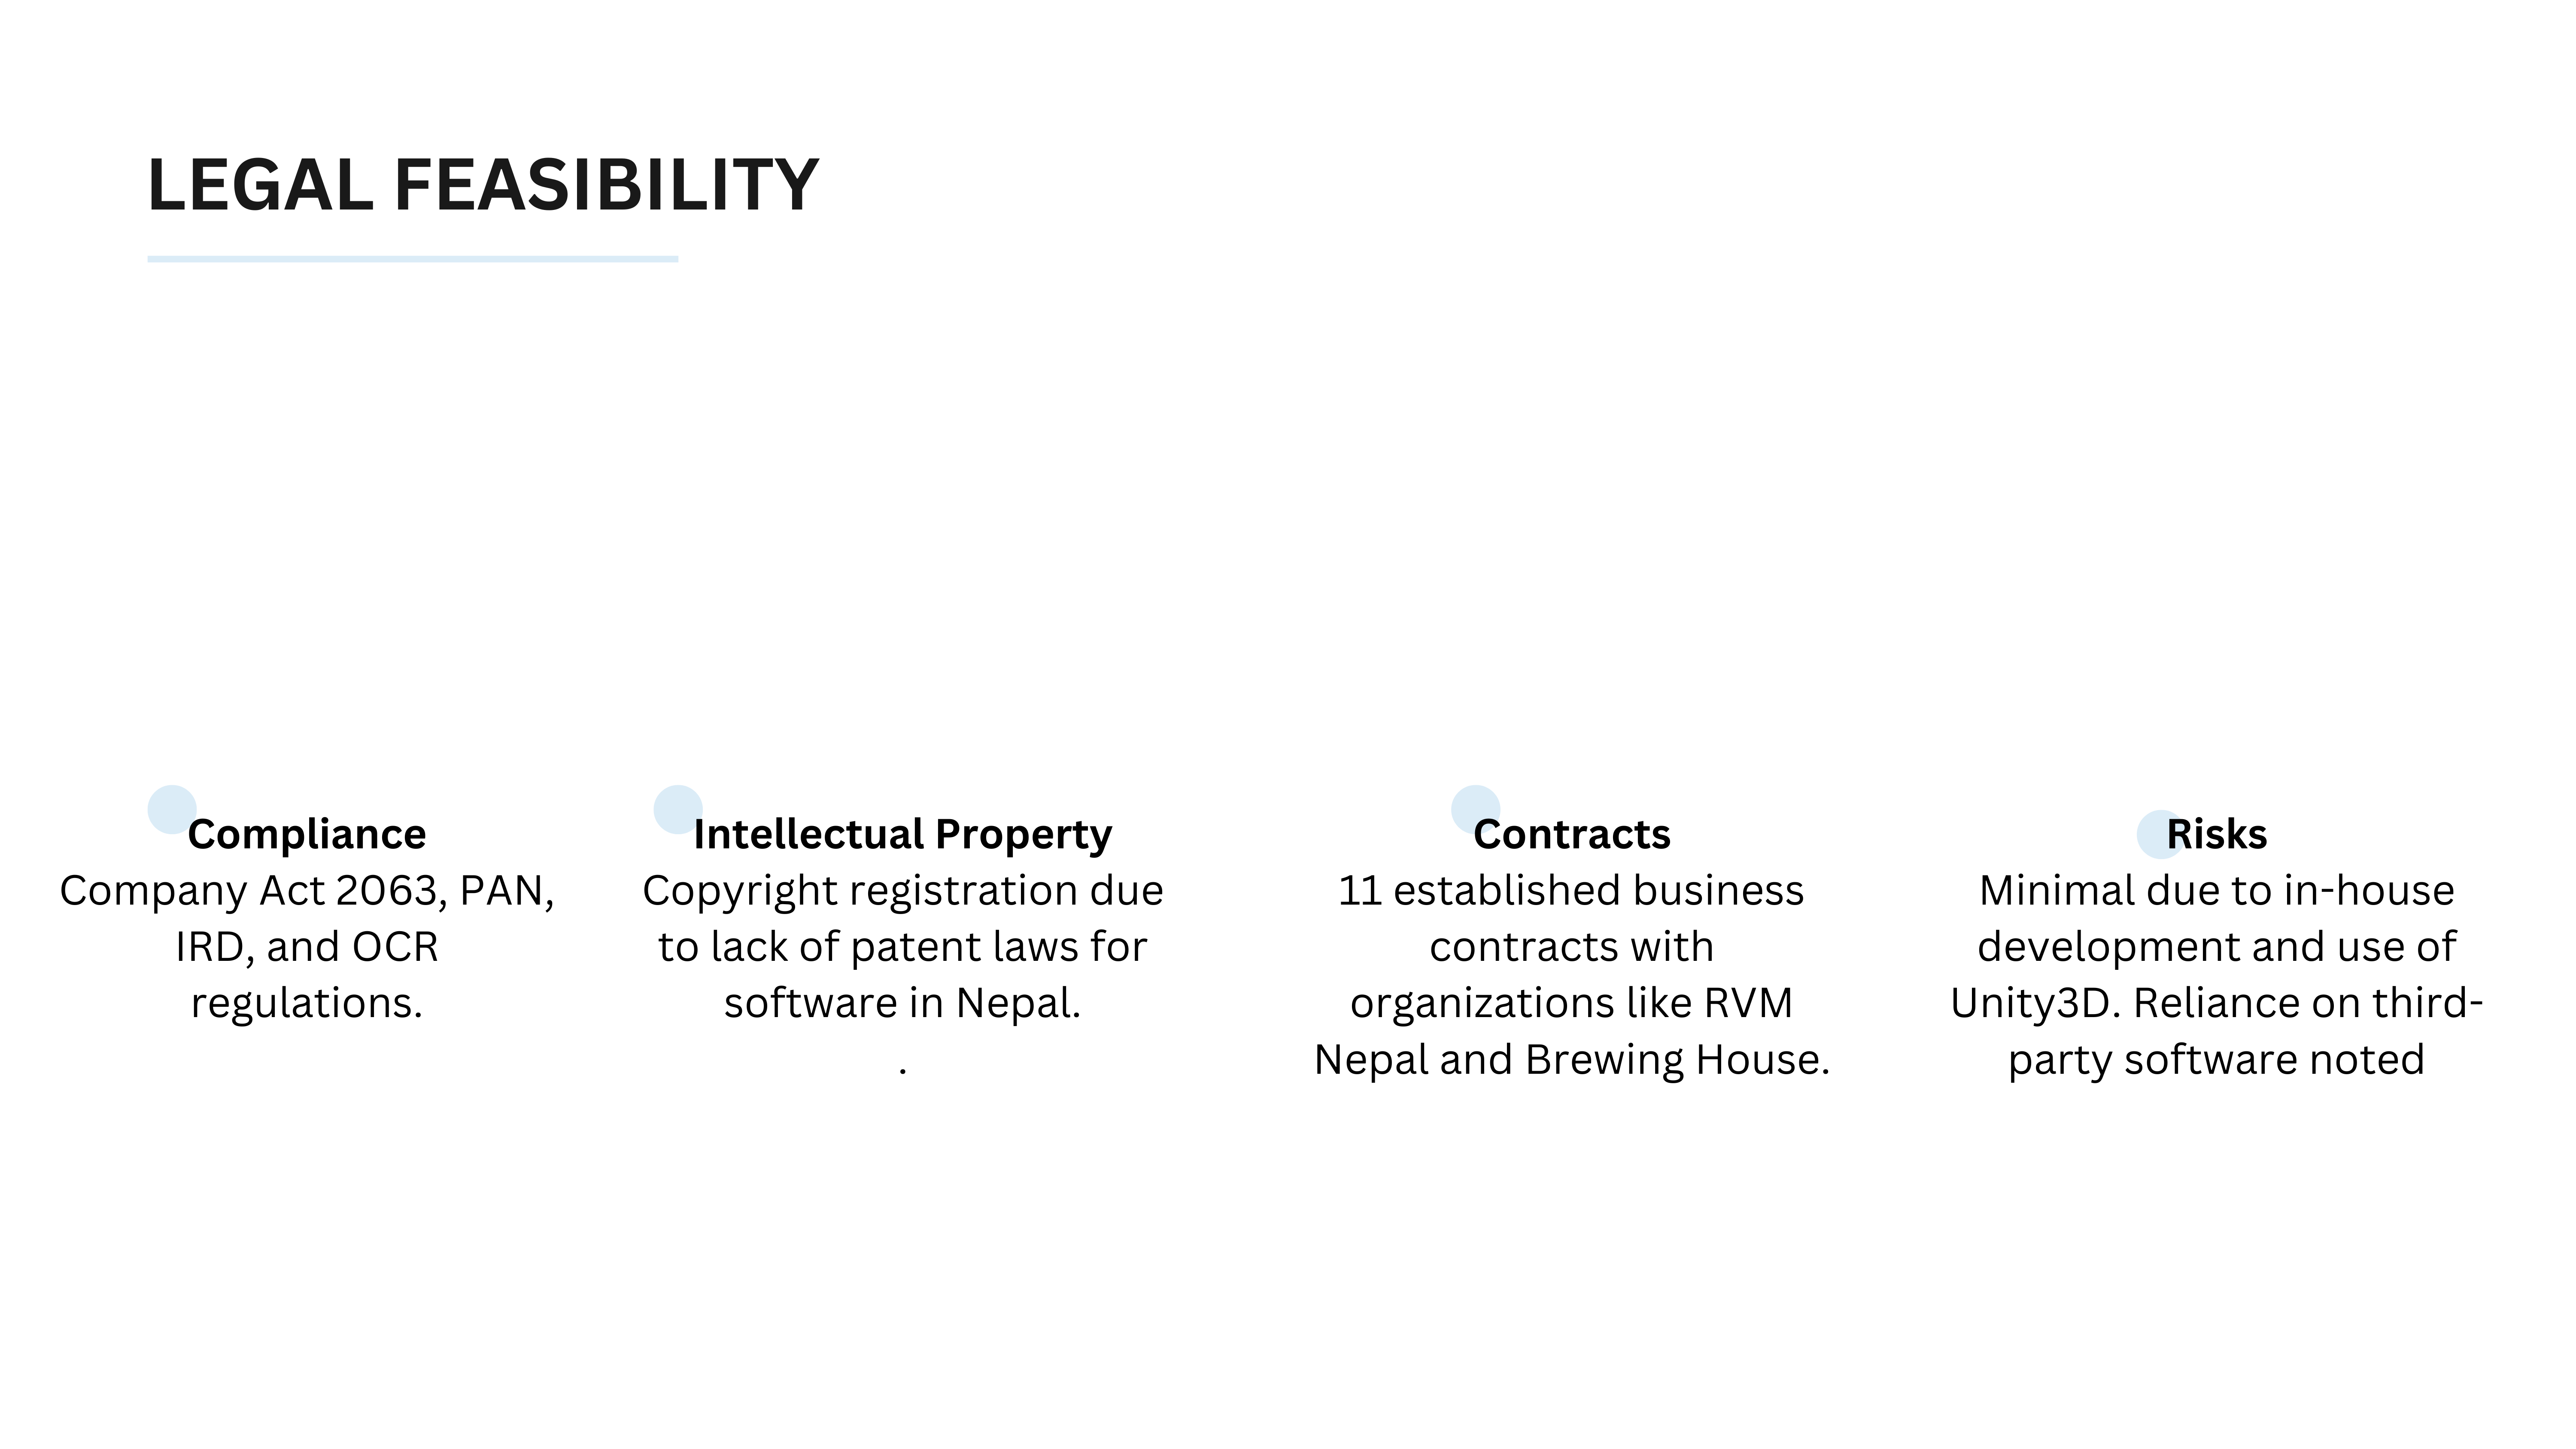 LEGAL FEASIBILITY
Compliance
Company Act 2063, PAN,
IRD, and OCR
regulations.
Intellectual Property
Copyright registration due
to lack of patent laws for
software in Nepal.
.
Contracts
11 established business
contracts with
organizations like RVM
Nepal and Brewing House.
Risks
Minimal due to in-house
development and use of
Unity3D. Reliance on third-
party software noted